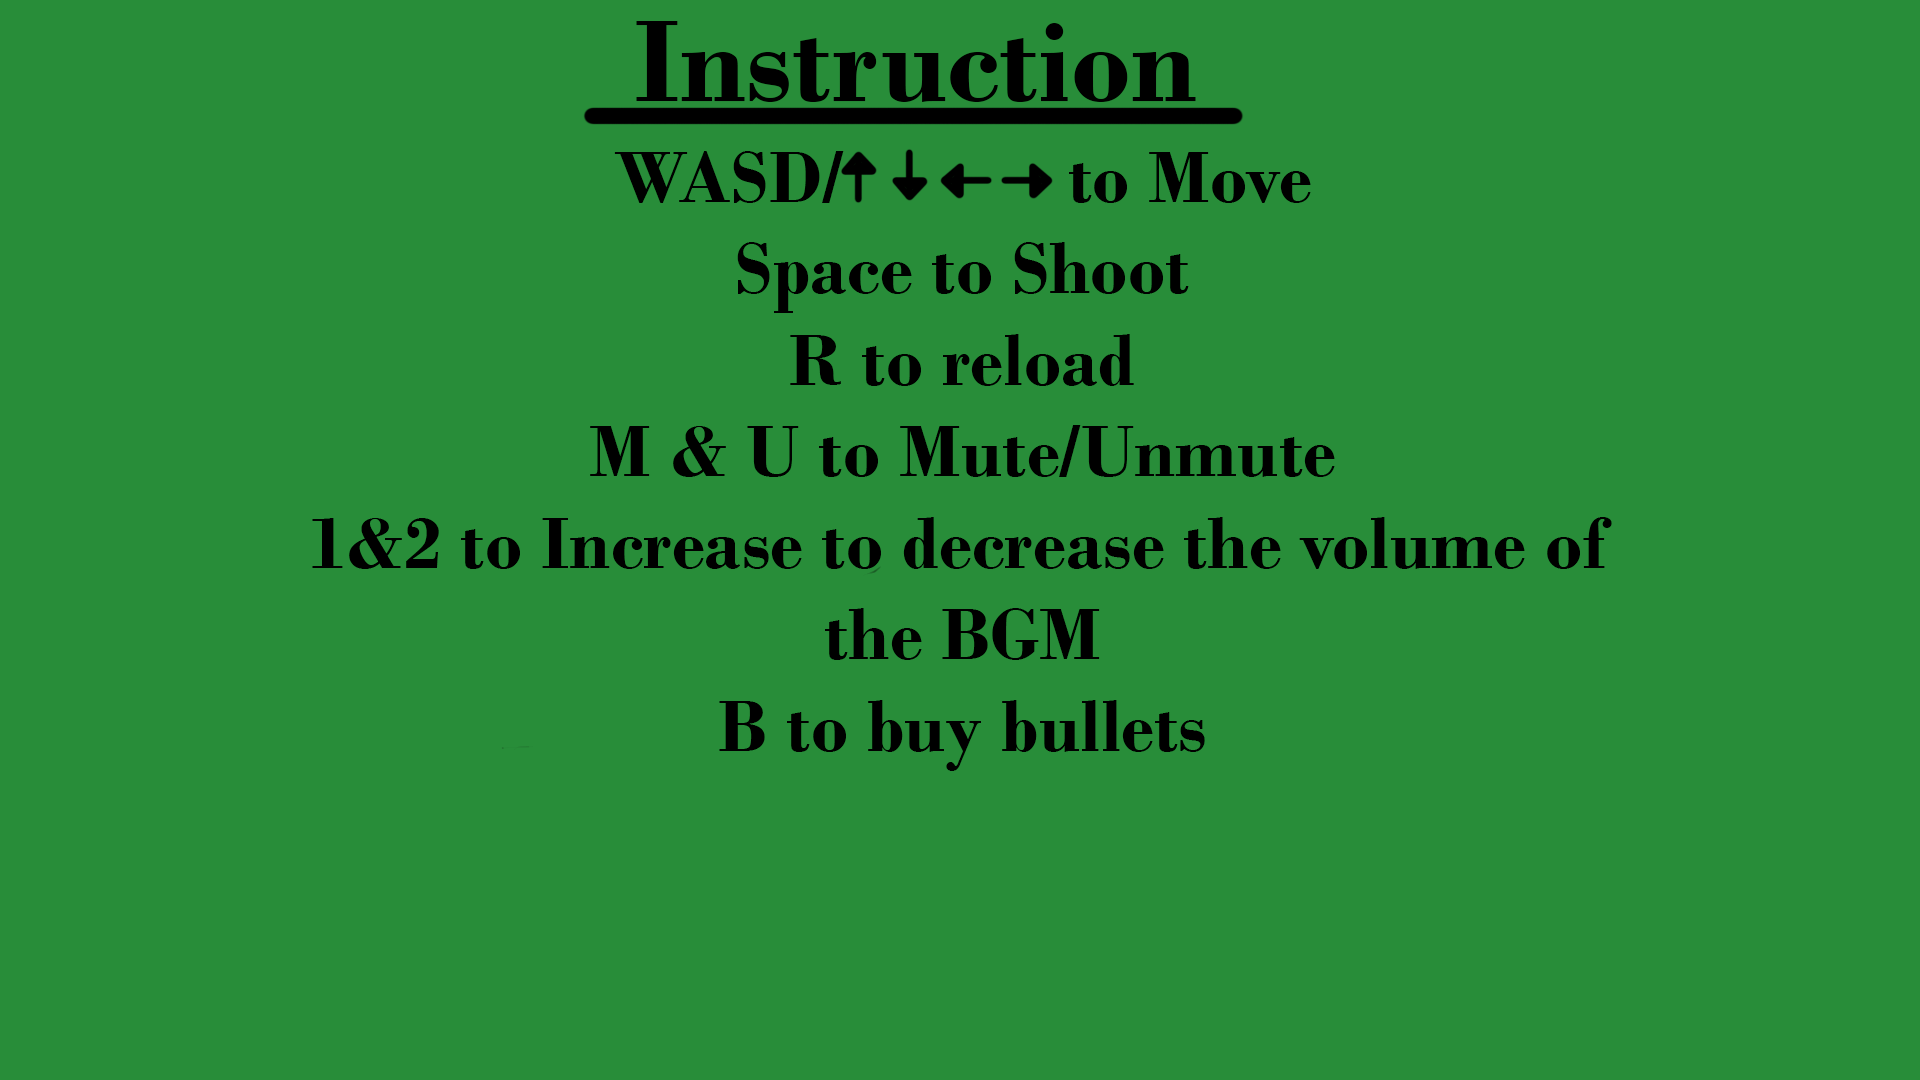 Instruction
WASD/↑ ↓ ← → to Move
Space to Shoot
R to reload
M & U to Mute/Unmute
1&2 to Increase to decrease the volume of
the BGM
B to buy bullets